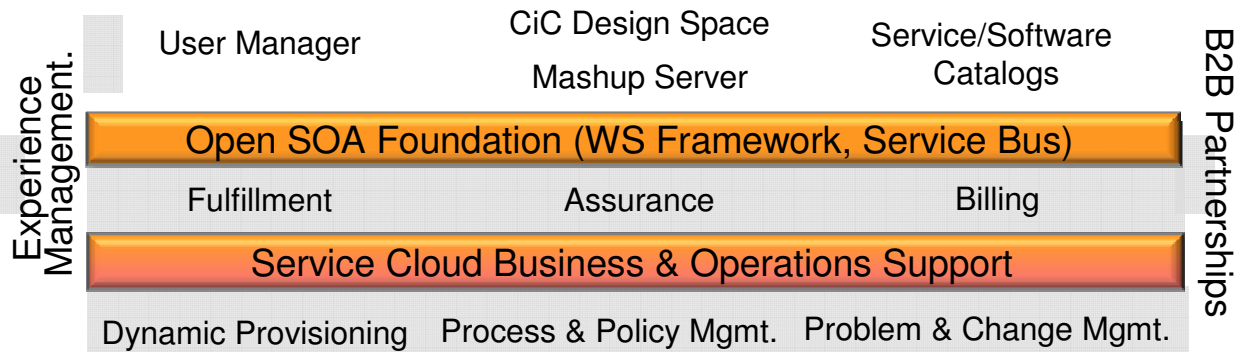 Experience
Management.
User Manager
CiC Design Space
Mashup Server
Service/Software
Catalogs
Open SOA Foundation (WS Framework, Service Bus)
Fulfillment
Assurance
Billing
Service Cloud Business & Operations Support
Dynamic Provisioning
Process & Policy Mgmt.
Problem & Change Mgmt.
B2B Partnerships